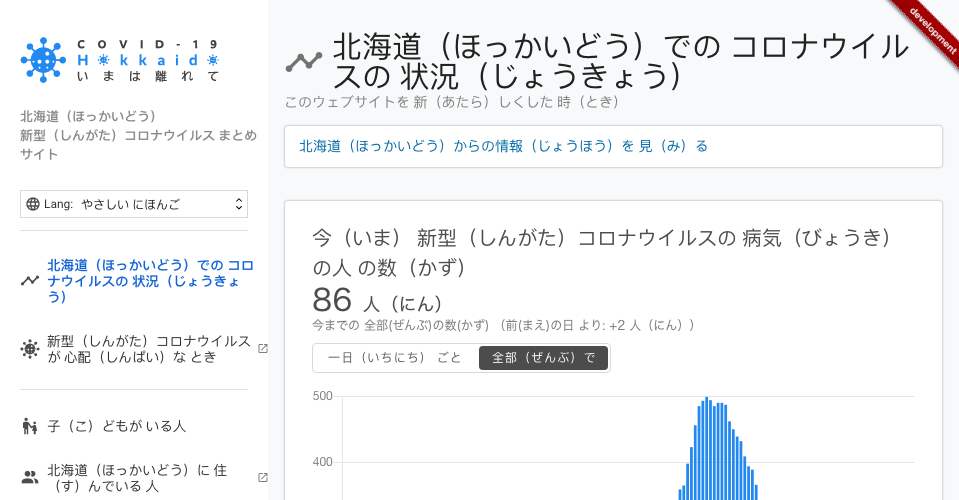 COVID-19
Hokkaido
いまは離れて
北海道（ほっかいどう）
新型（しんがた）コロナウイルス まとめ
サイト
Lang: やさしい にほんご
北海道（ほっかいどう）での コロ
ナウイルスの 状況（じょうきょ
う）
新型（しんがた）コロナウイルス
が 心配（しんぱい）な とき
子（こ）どもが いる人
北海道（ほっかいどう）に 住
（す）んでいる 人
development
北海道（ほっかいどう）での コロナウイル
スの 状況（じょうきょう）
このウェブサイトを 新（あたら）しくした 時（とき）
北海道（ほっかいどう）からの情報（じょうほう）を 見（み）る
今（いま） 新型（しんがた）コロナウイルスの 病気（びょうき）
の人 の数（かず）
86 人（にん）
今までの 全部(ぜんぶ)の数(かず) （前(まえ)の日 より: +2 人（にん））
一日（いちにち） ごと
全部（ぜんぶ）で
500
400